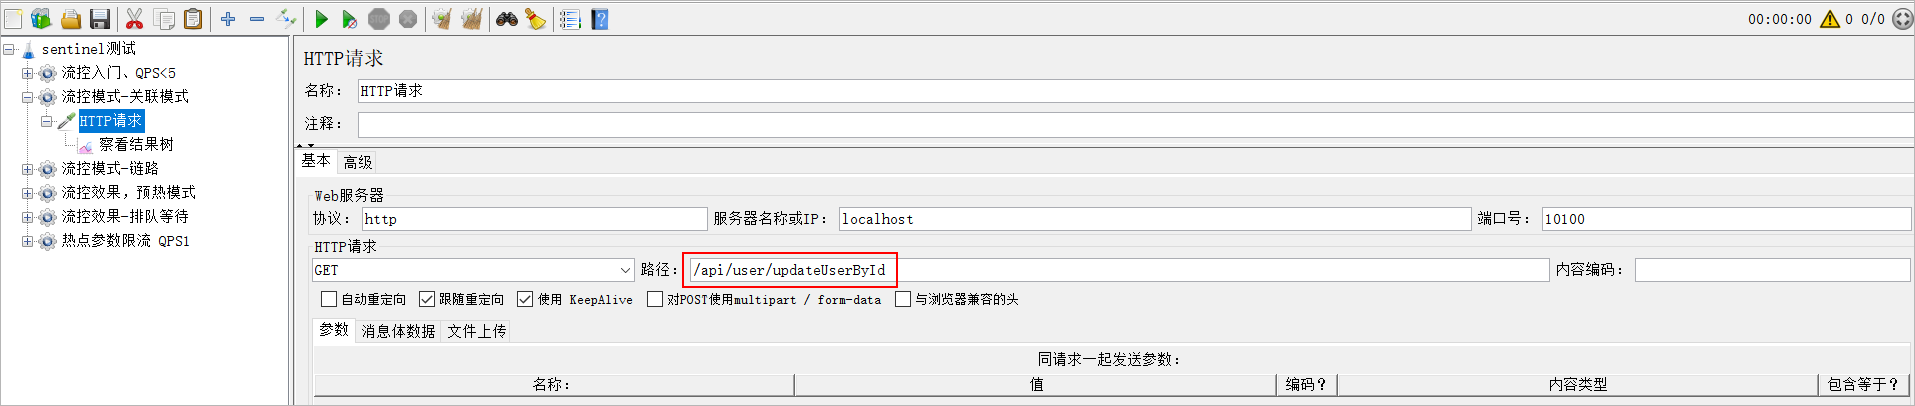 00:00:00 0 0/0
sentinel测试
流控入门、QPS<5
流控模式-关联模式
HTTP请求
察看结果树
流控模式-链路
流控效果，预热模式
流控效果-排队等待
热点参数限流 QPS1
HTTP请求
名称： HTTP请求
注释：
基本 高级
Web服务器
协议： http 服务器名称或IP： localhost 端口号： 10100
HTTP请求
GET 路径： /api/user/updateUserById 内容编码：
自动重定向 跟随重定向 使用 KeepAlive 对POST使用multipart / form-data 与浏览器兼容的头
参数 消息体数据 文件上传
同请求一起发送参数：
名称： 值 编码？ 内容类型 包含等于？